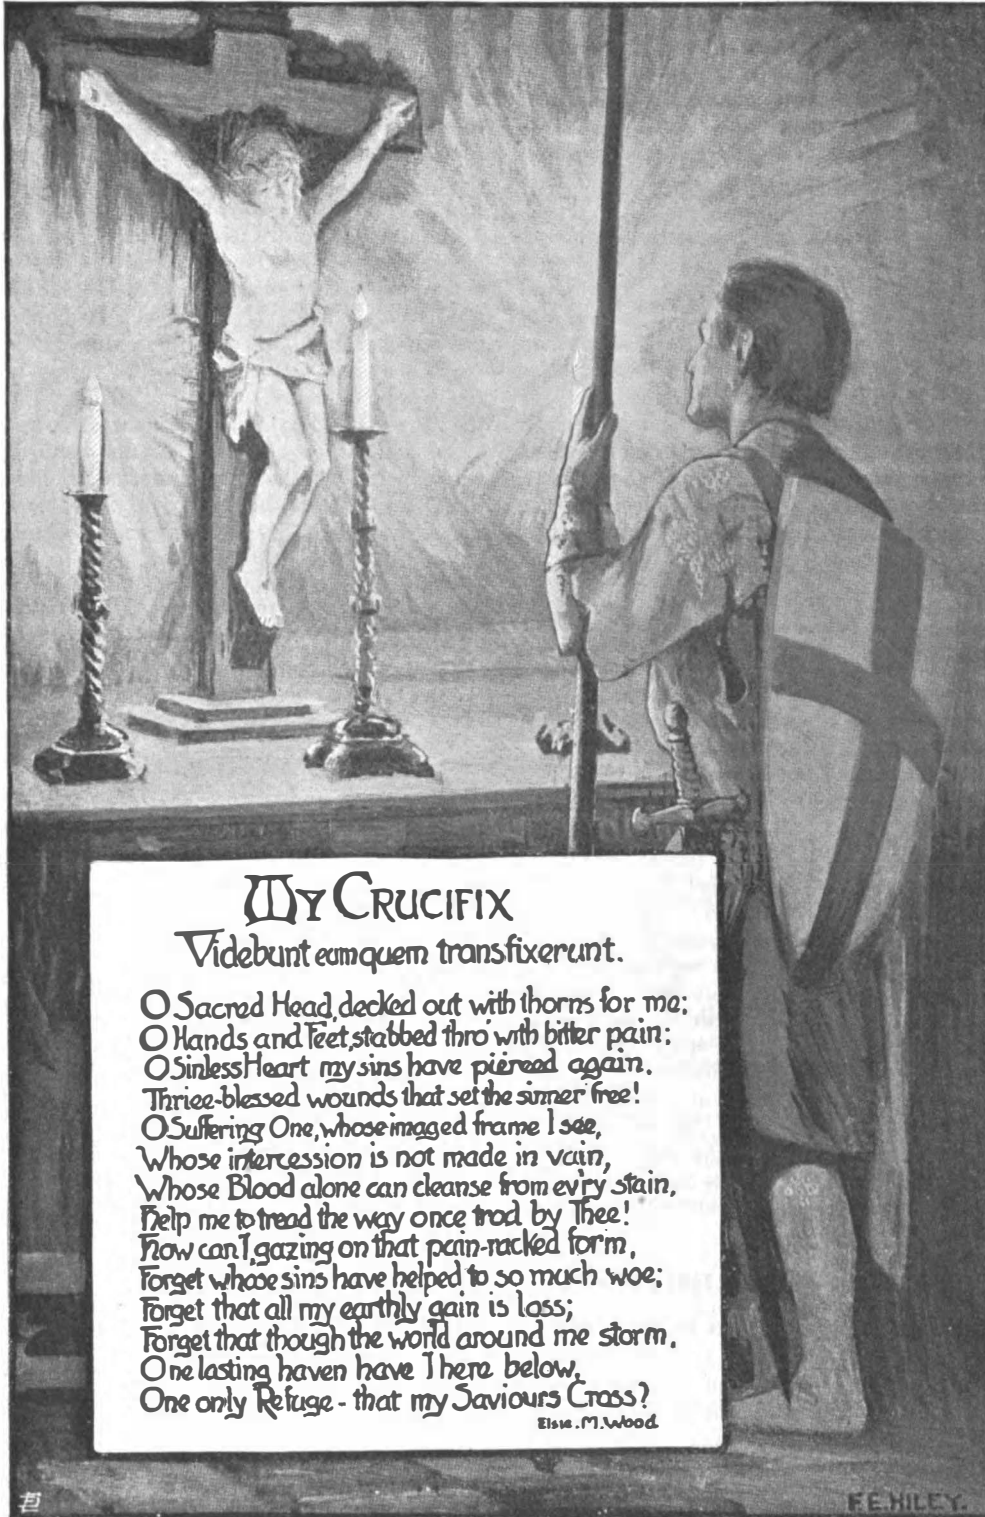 MY CRUCIFIX
Videbunt eum quem transfixerunt.
O Sacred Head, decked out with thorns for me;
O Hands and Feet, stabbed thro' with bitter pain;
O Sinless Heart my sins have pierced again.
Thrice-blessed wounds that set the sinner free!
O Suffering One, whose imaged frame I see,
Whose intercession is not made in vain,
Whose Blood alone can cleanse from ev'ry stain,
Help me to tread the way once trod by Thee!
How can I, gazing on that pain-racked form,
Forget whose sins have helped to so much woe;
Forget that all my earthly gain is loss;
Forget that though the world around me storm,
One lasting haven have I here below,
One only Refuge - that my Saviours Cross?
Elsie. M. Wood
F.E. HILEY.